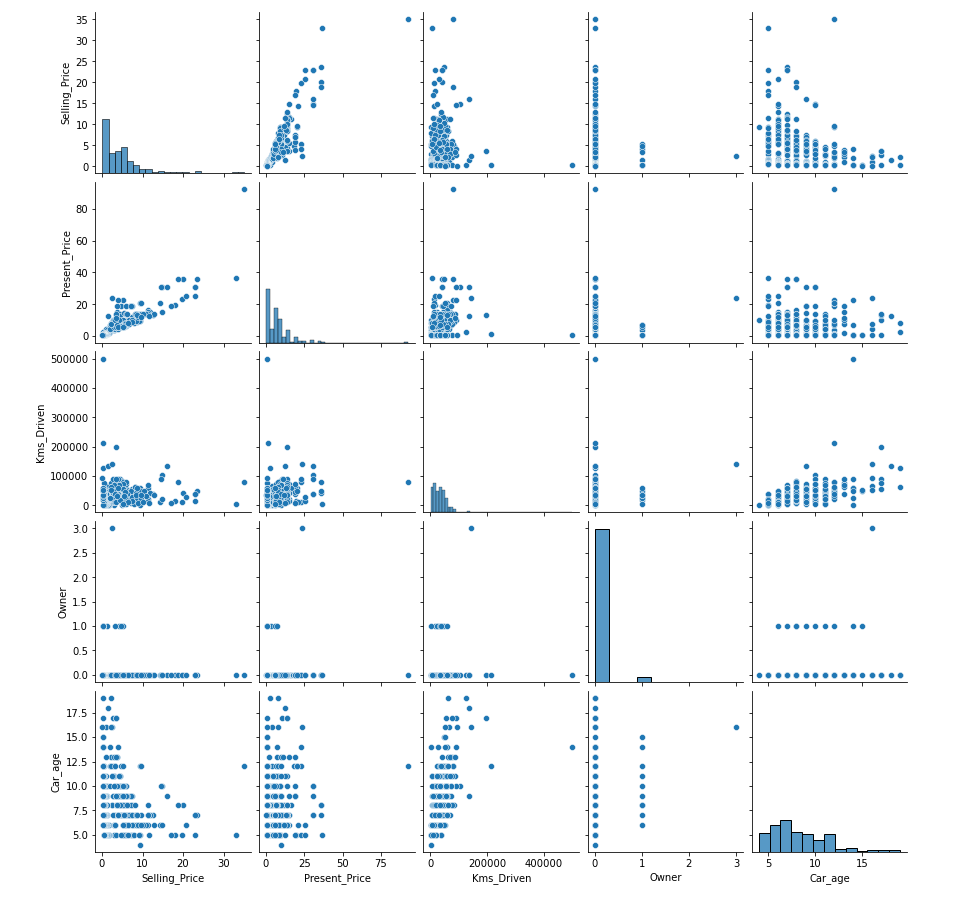 35
30
25
20
15
10
5
0
Selling_Price
80
60
40
20
0
Present_Price
500000
400000
300000
200000
100000
0
Kms_Driven
3.0
2.5
2.0
1.5
1.0
0.5
0.0
Owner
17.5
15.0
12.5
10.0
7.5
5.0
Car_age
0 10 20 30
Selling_Price
0 25 50 75
Present_Price
0 200000 400000
Kms_Driven
0 1 2 3
Owner
5 10 15
Car_age